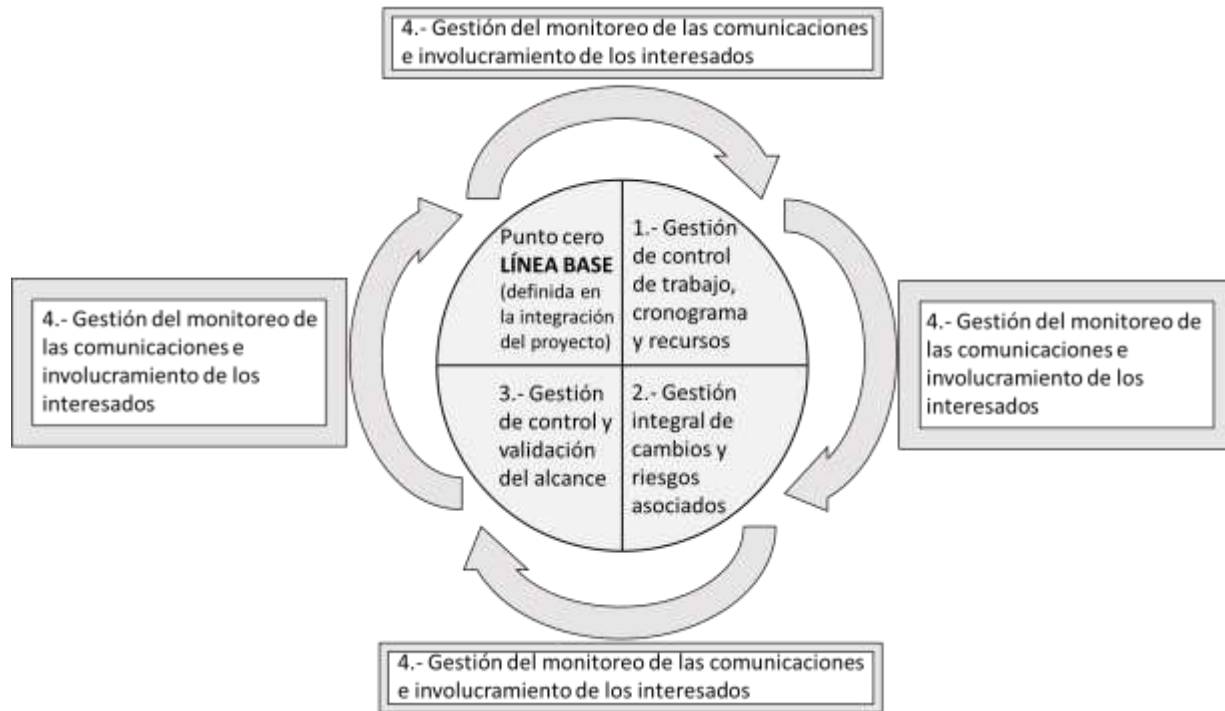 4.- Gestión del monitoreo de las comunicaciones
e involucramiento de los interesados
Punto cero
LÍNEA BASE
(definida en
la integración
del proyecto)
1.- Gestión
de control
de trabajo,
cronograma
y recursos
4.- Gestión del monitoreo de
las comunicaciones e
involucramiento de los
interesados
4.- Gestión del monitoreo de
las comunicaciones e
involucramiento de los
interesados
3.- Gestión
de control y
validación
del alcance
2.- Gestión
integral de
cambios y
riesgos
asociados
4.- Gestión del monitoreo de las comunicaciones
e involucramiento de los interesados